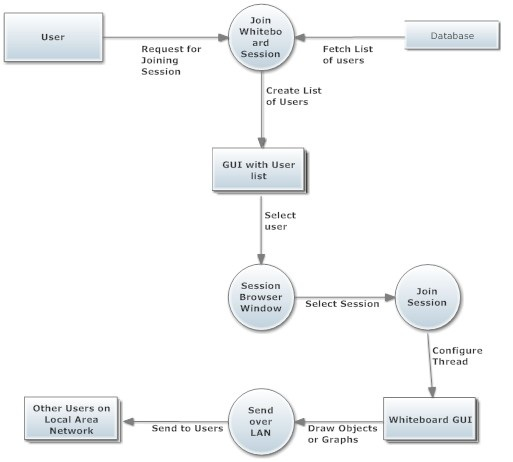 User
Request for
Joining
Session
Join
Whitebo
ard
Session
Fetch List
of users
Database
Create List
of Users
GUI with User
list
Select
user
Session
Browser
Window
Select Session
Join
Session
Configure
Thread
Whiteboard GUI
Draw Objects
or Graphs
Send
over
LAN
Send to Users
Other Users on
Local Area
Network